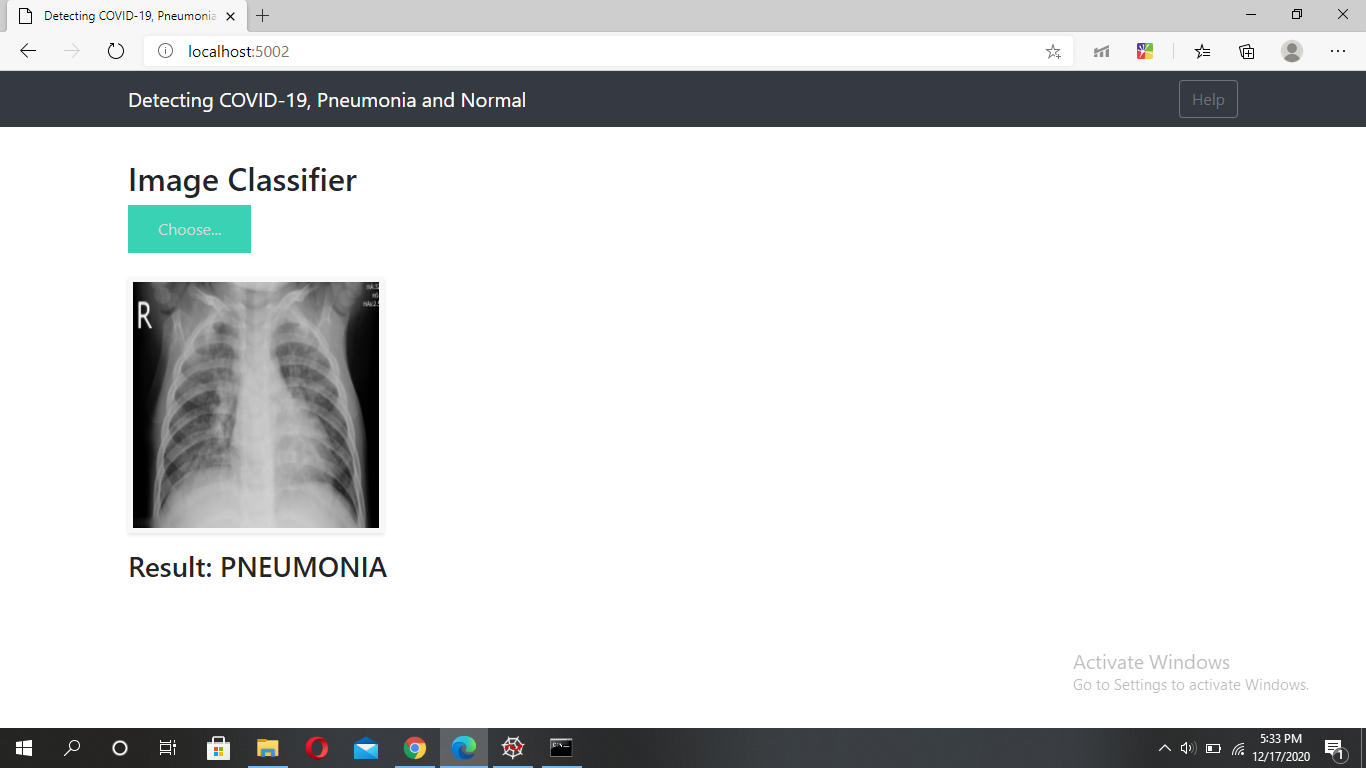 Detecting COVID-19, Pneumonia
localhost:5002
Detecting COVID-19, Pneumonia and Normal
Help
Image Classifier
Choose...
R
Result: PNEUMONIA
Activate Windows
Go to Settings to activate Windows.
5:33 PM
12/17/2020
1